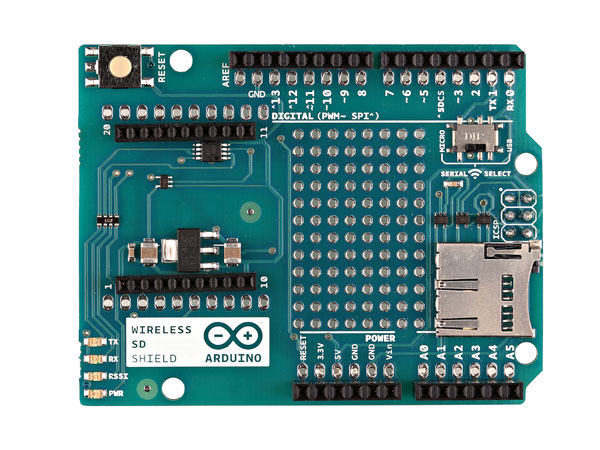 RESET
AREF
GND
^13
^12
^11
~10
~9
8
7
~6
~5
^SDCS
~3
2
TX 1
RX 0
DIGITAL (PWM~ SPI^)
20
11
MICRO
USB
SERIAL SELECT
ICSP
1
10
WIRELESS
SD
SHIELD
ARDUINO
TX
RX
RSSI
PWR
POWER
RESET
3.3V
5V
GND
GND
Vin
A0
A1
A2
A3
A4
A5